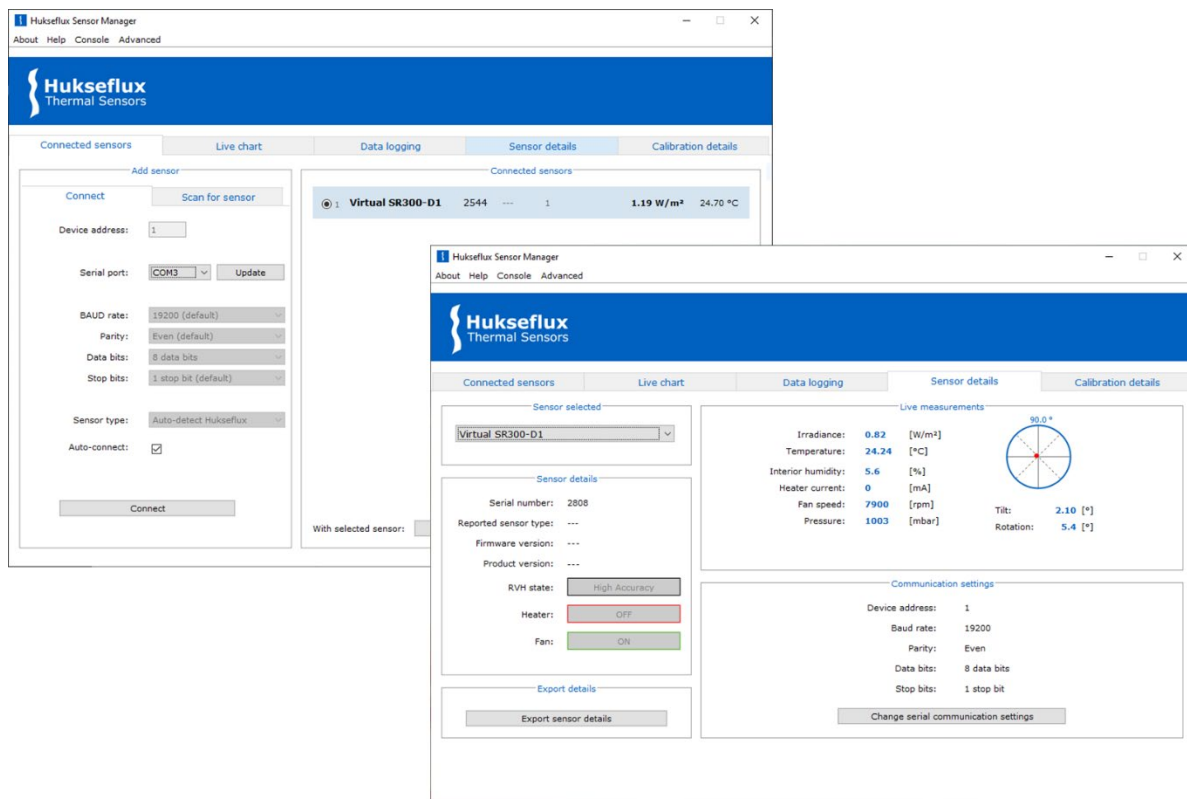 Hukseflux Sensor Manager
About Help Console Advanced
Hukseflux
Thermal Sensors
Connected sensors Live chart Data logging Sensor details Calibration details
Add sensor
Connect Scan for sensor
Device address: 1
Serial port: COM3 Update
BAUD rate: 19200 (default)
Parity: Even (default)
Data bits: 8 data bits
Stop bits: 1 stop bit (default)
Sensor type: Auto-detect Hukseflux
Auto-connect:
Connect
Connected sensors
1 Virtual SR300-D1 2544 --- 1 1.19 W/m² 24.70 °C
With selected sensor:
Hukseflux Sensor Manager
About Help Console Advanced
Hukseflux
Thermal Sensors
Connected sensors Live chart Data logging Sensor details Calibration details
Sensor selected
Virtual SR300-D1
Sensor details
Serial number: 2808
Reported sensor type: ---
Firmware version: ---
Product version: ---
RVH state: High Accuracy
Heater: OFF
Fan: ON
Export details
Export sensor details
Live measurements
Irradiance: 0.82 [W/m²]
Temperature: 24.24 [°C]
Interior humidity: 5.6 [%]
Heater current: 0 [mA]
Fan speed: 7900 [rpm]
Pressure: 1003 [mbar]
90.0 °
Tilt: 2.10 [°]
Rotation: 5.4 [°]
Communication settings
Device address: 1
Baud rate: 19200
Parity: Even
Data bits: 8 data bits
Stop bits: 1 stop bit
Change serial communication settings